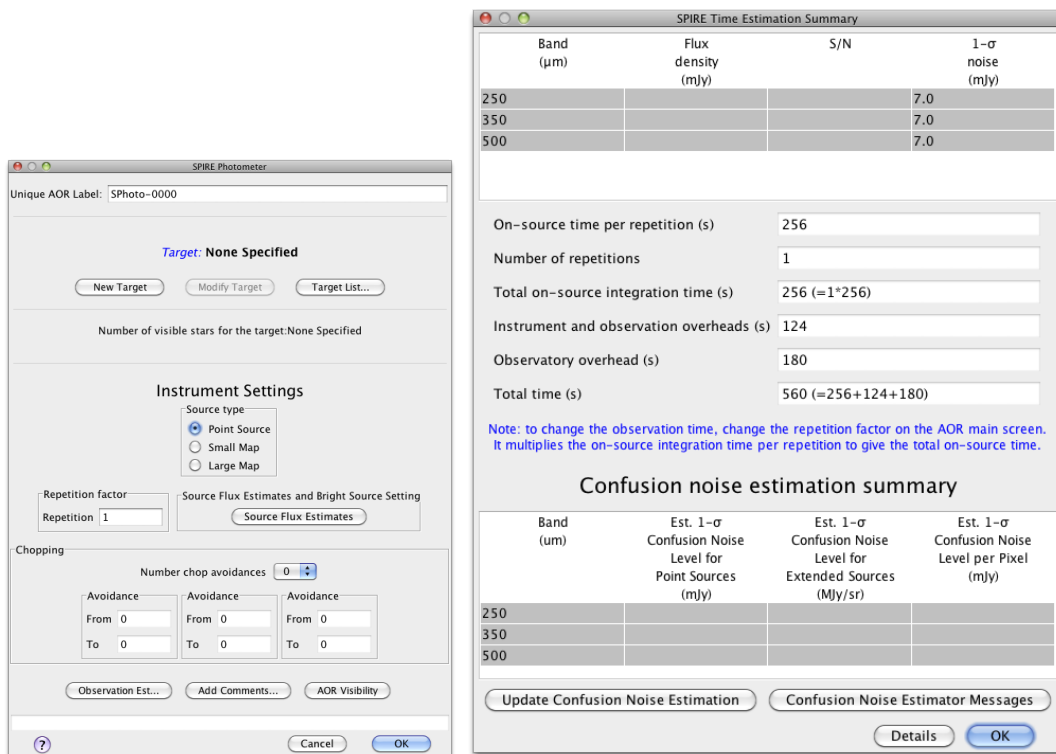 SPIRE Photometer
Unique AOR Label: SPhoto-0000
Target: None Specified
New Target Modify Target Target List...
Number of visible stars for the target:None Specified
Instrument Settings
Source type
Point Source
Small Map
Large Map
Repetition factor
Repetition 1
Source Flux Estimates and Bright Source Setting
Source Flux Estimates
Chopping
Number chop avoidances 0
Avoidance Avoidance Avoidance
From 0 From 0 From 0
To 0 To 0 To 0
Observation Est... Add Comments... AOR Visibility
? Cancel OK
SPIRE Time Estimation Summary
Band Flux S/N 1-σ
(μm) density noise
(mJy) (mJy)
250 7.0
350 7.0
500 7.0
On-source time per repetition (s) 256
Number of repetitions 1
Total on-source integration time (s) 256 (=1*256)
Instrument and observation overheads (s) 124
Observatory overhead (s) 180
Total time (s) 560 (=256+124+180)
Note: to change the observation time, change the repetition factor on the AOR main screen.
It multiplies the on-source integration time per repetition to give the total on-source time.
Confusion noise estimation summary
Band Est. 1-σ Est. 1-σ Est. 1-σ
(um) Confusion Noise Confusion Noise Confusion Noise
Level for Level for Level per Pixel
Point Sources Extended Sources (mJy)
(mJy) (MJy/sr)
250
350
500
Update Confusion Noise Estimation Confusion Noise Estimator Messages
Details OK